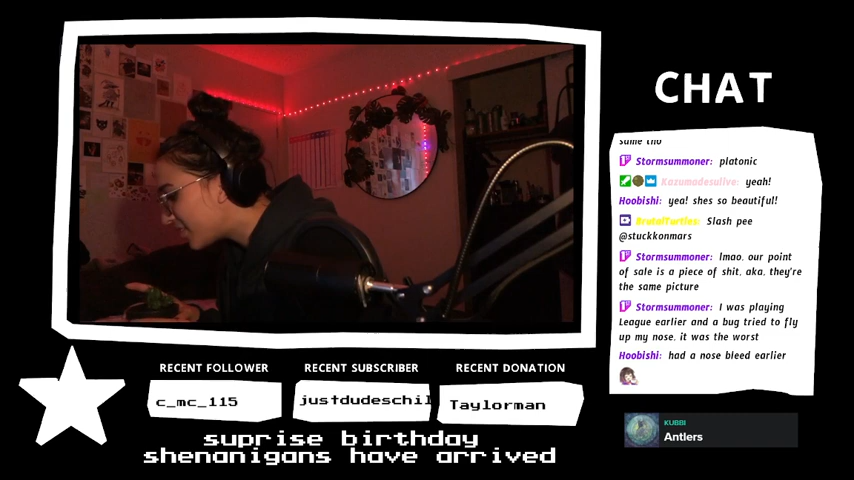 CHAT
same tho
Stormsummoner: platonic
Kazumadesulive: yeah!
Hoobishi: yea! shes so beautiful!
BrutalTurtles: Slash pee
@stuckkonmars
Stormsummoner: lmao. our point
of sale is a piece of shit. aka. they're
the same picture
Stormsummoner: I was playing
League earlier and a bug tried to fly
up my nose. it was the worst
Hoobishi: had a nose bleed earlier
RECENT FOLLOWER
c_mc_115
RECENT SUBSCRIBER
justdudeschil
RECENT DONATION
Taylorman
suprise birthday
shenanigans have arrived
KUBBI
Antlers